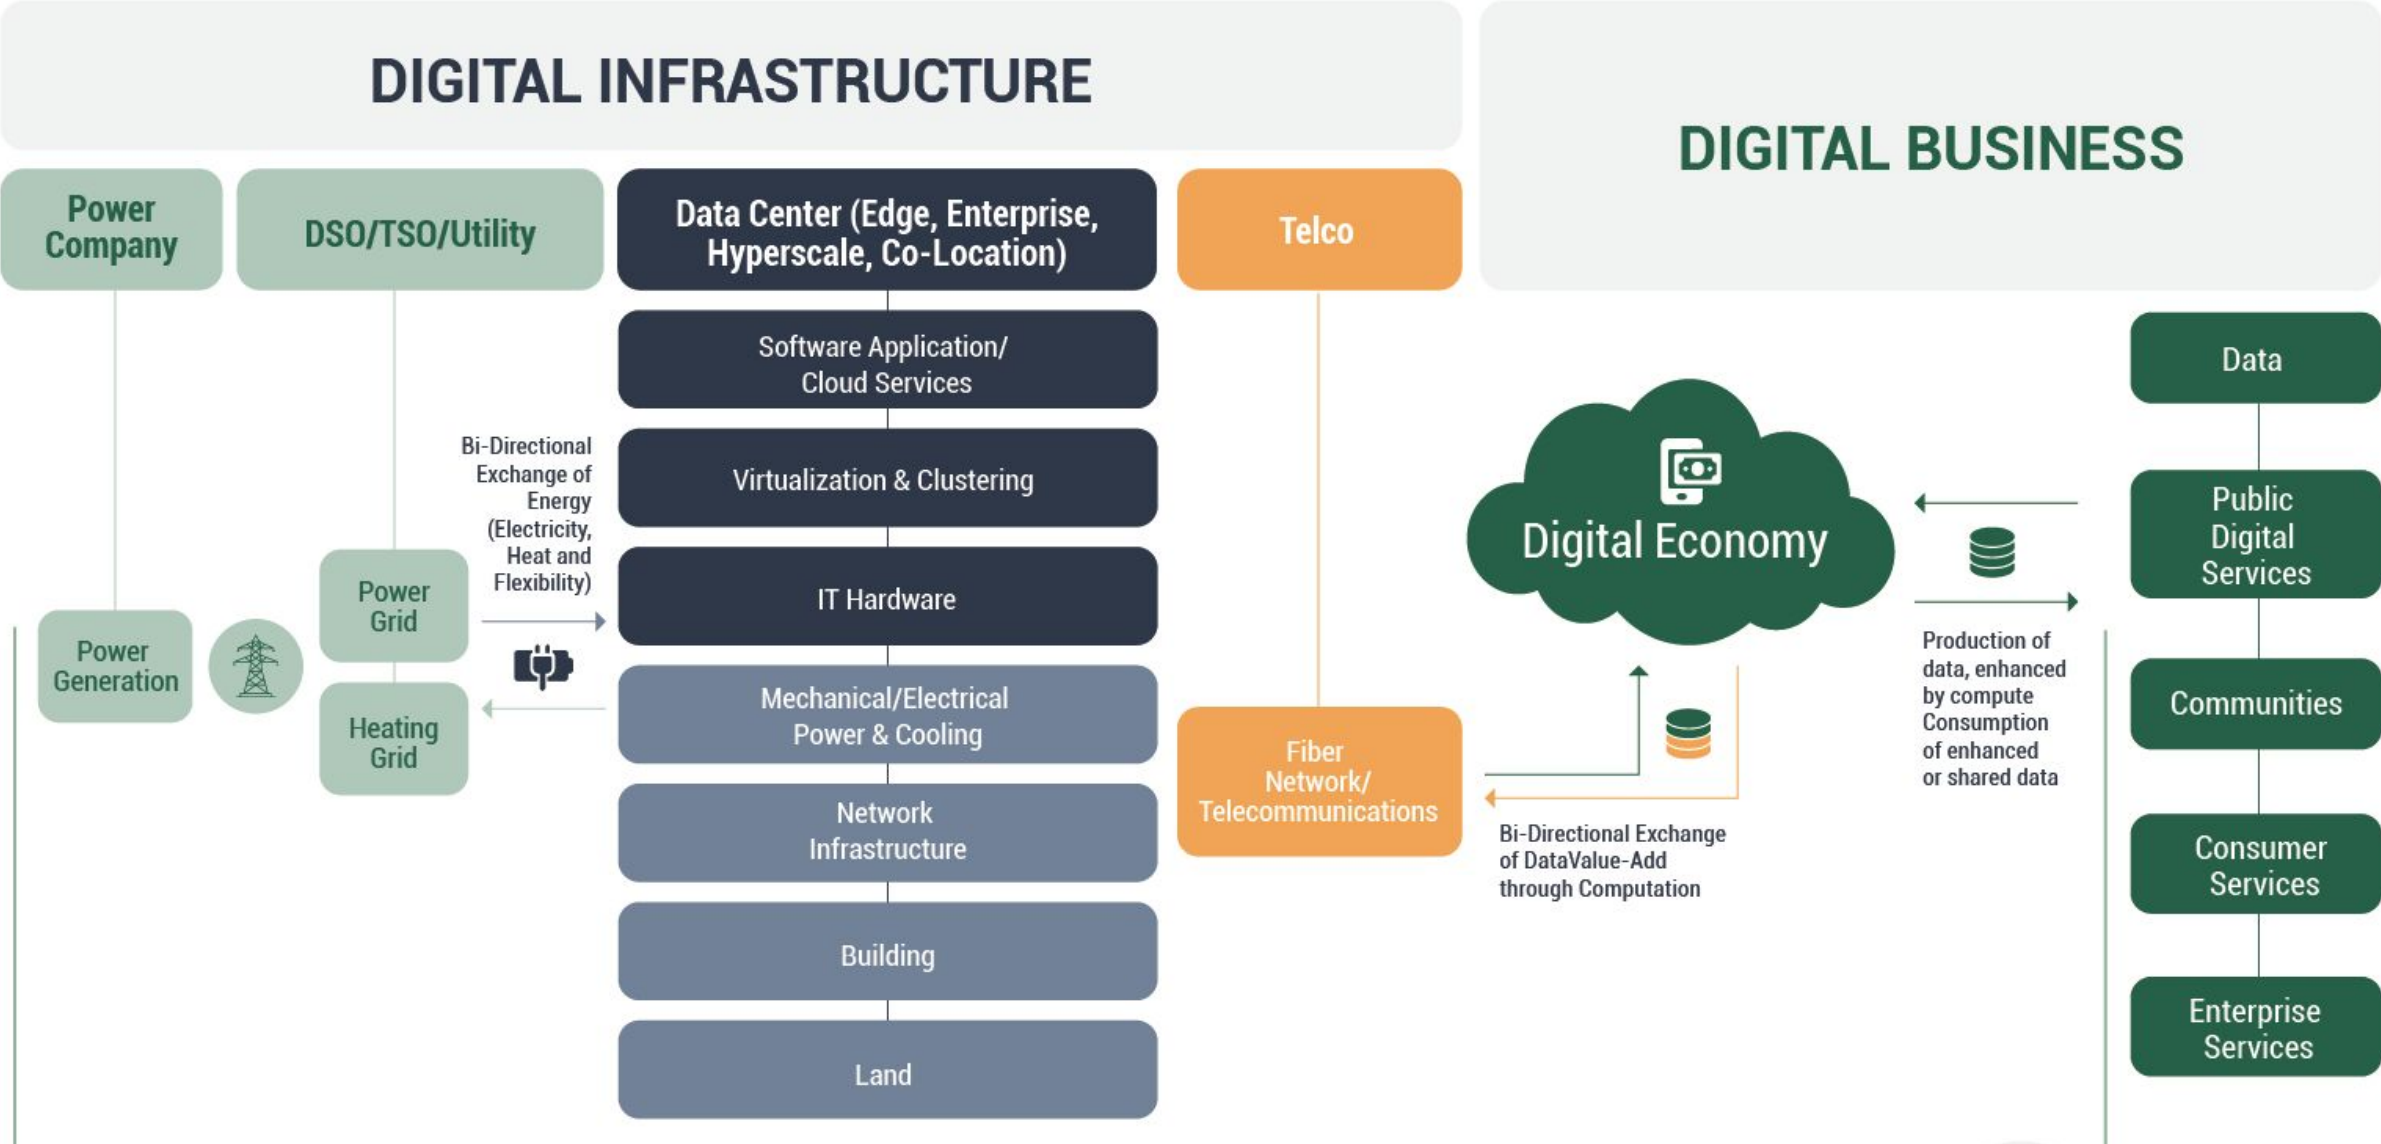 DIGITAL INFRASTRUCTURE
DIGITAL BUSINESS
Power
Company
DSO/TSO/Utility
Data Center (Edge, Enterprise,
Hyperscale, Co-Location)
Telco
Power
Generation
Power
Grid
Heating
Grid
Bi-Directional
Exchange of
Energy
(Electricity,
Heat and
Flexibility)
Software Application/
Cloud Services
Virtualization & Clustering
IT Hardware
Mechanical/Electrical
Power & Cooling
Network
Infrastructure
Building
Land
Fiber
Network/
Telecommunications
Digital Economy
Bi-Directional Exchange
of DataValue-Add
through Computation
Production of
data, enhanced
by compute
Consumption
of enhanced
or shared data
Data
Public
Digital
Services
Communities
Consumer
Services
Enterprise
Services